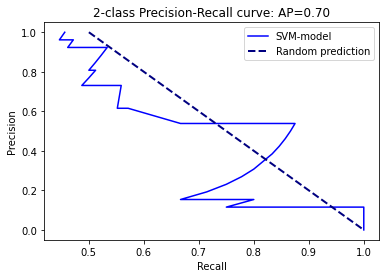 2-class Precision-Recall curve: AP=0.70
SVM-model
Random prediction
Precision
1.0
0.8
0.6
0.4
0.2
0.0
0.5
0.6
0.7
0.8
0.9
1.0
Recall